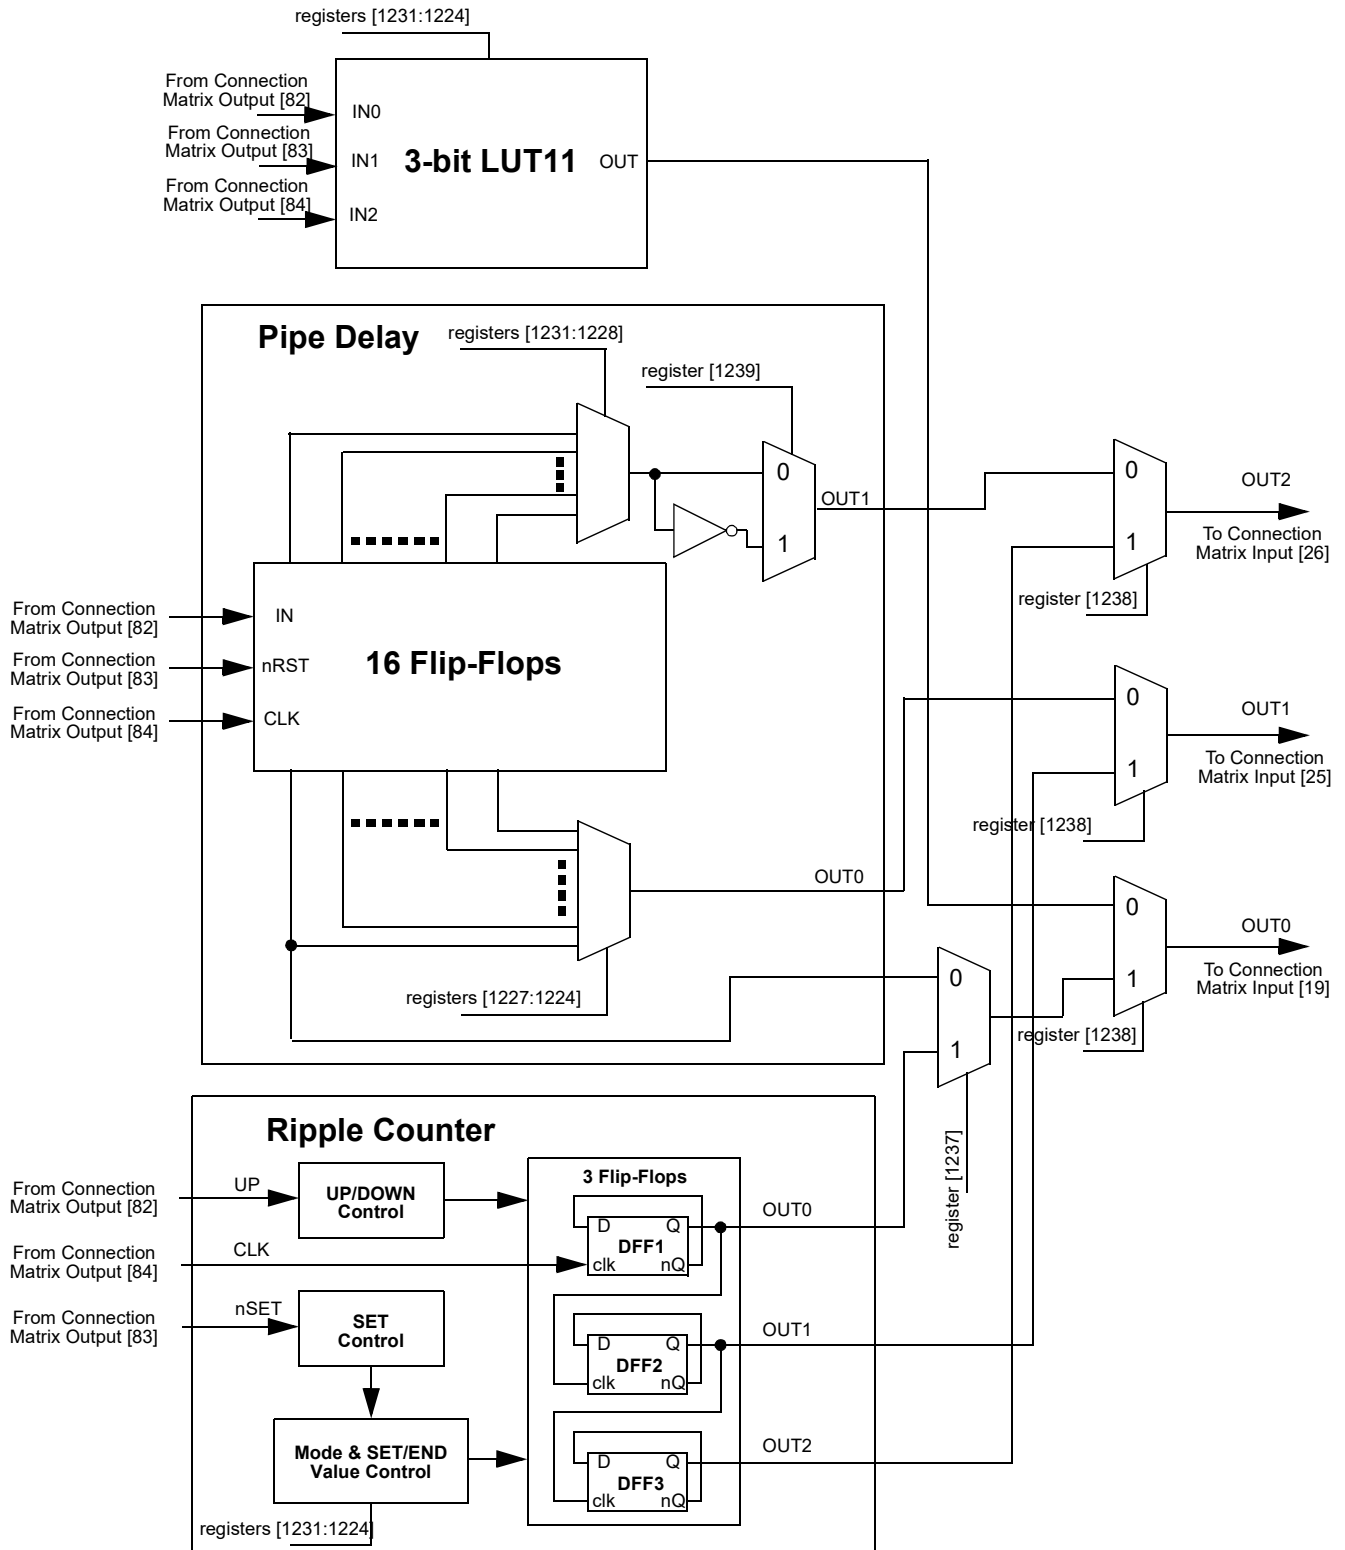 registers [1231:1224]
From Connection
Matrix Output [82]
IN0
From Connection
Matrix Output [83]
IN1
3-bit LUT11
OUT
From Connection
Matrix Output [84]
IN2
Pipe Delay
registers [1231:1228]
register [1239]
0
1
OUT1
0
1
OUT2
To Connection
Matrix Input [26]
register [1238]
From Connection
Matrix Output [82]
IN
From Connection
Matrix Output [83]
nRST
16 Flip-Flops
From Connection
Matrix Output [84]
CLK
0
1
OUT1
To Connection
Matrix Input [25]
register [1238]
OUT0
registers [1227:1224]
0
1
OUT0
To Connection
Matrix Input [19]
register [1238]
0
1
register [1237]
Ripple Counter
From Connection
Matrix Output [82]
UP
UP/DOWN
Control
3 Flip-Flops
D
Q
DFF1
clk
nQ
OUT0
From Connection
Matrix Output [84]
CLK
From Connection
Matrix Output [83]
nSET
SET
Control
D
Q
DFF2
clk
nQ
OUT1
Mode & SET/END
Value Control
D
Q
DFF3
clk
nQ
OUT2
registers [1231:1224]